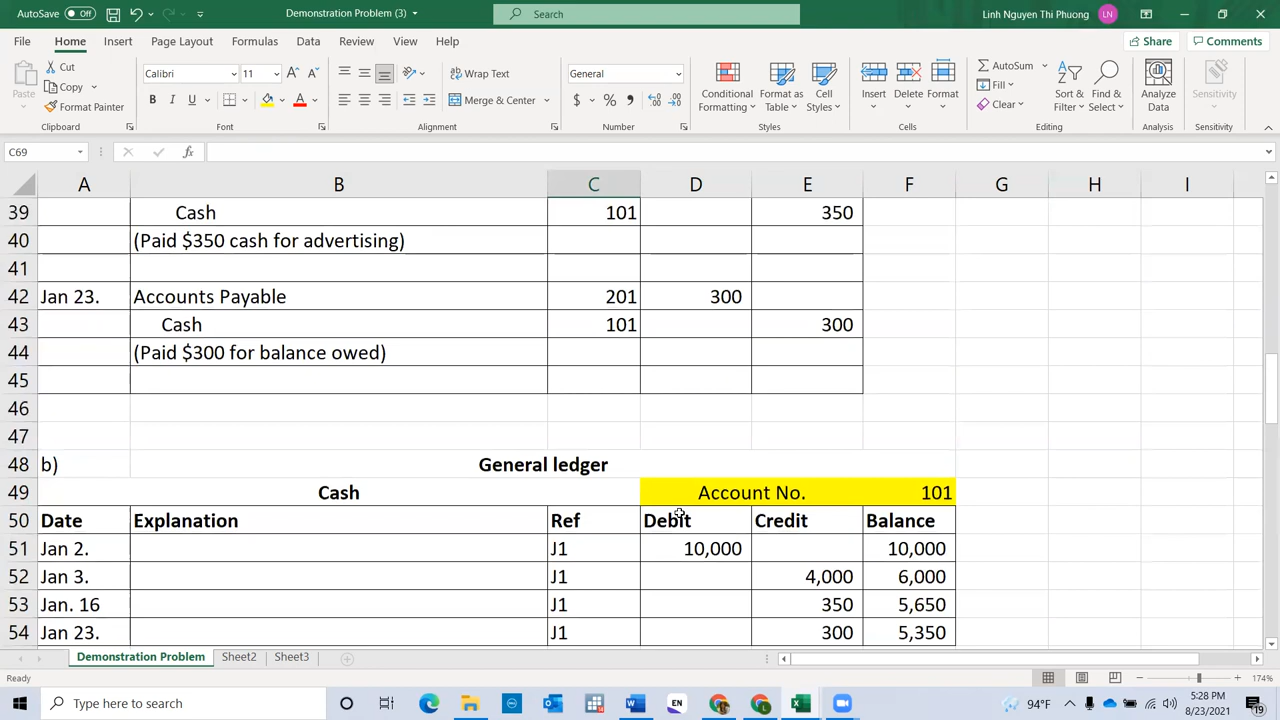 AutoSave Off Demonstration Problem (3) Search Linh Nguyen Thi Phuong LN
File Home Insert Page Layout Formulas Data Review View Help Share Comments
Paste Cut Copy Format Painter Calibri 11 Wrap Text Merge & Center General Conditional Formatting Format as Table Cell Styles Insert Delete Format AutoSum Fill Clear Sort & Filter Find & Select Analyze Data Sensitivity
Clipboard Font Alignment Number Styles Cells Editing Analysis Sensitivity
C69 fx
A B C D E F G H I
39 Cash 101 350
40 (Paid $350 cash for advertising)
41
42 Jan 23. Accounts Payable 201 300
43 Cash 101 300
44 (Paid $300 for balance owed)
45
46
47
48 b) General ledger
49 Cash Account No. 101
50 Date Explanation Ref Debit Credit Balance
51 Jan 2. J1 10,000 10,000
52 Jan 3. J1 4,000 6,000
53 Jan. 16 J1 350 5,650
54 Jan 23. J1 300 5,350
Demonstration Problem Sheet2 Sheet3
Ready 174%
Type here to search EN 94°F 5:28 PM
8/23/2021 19